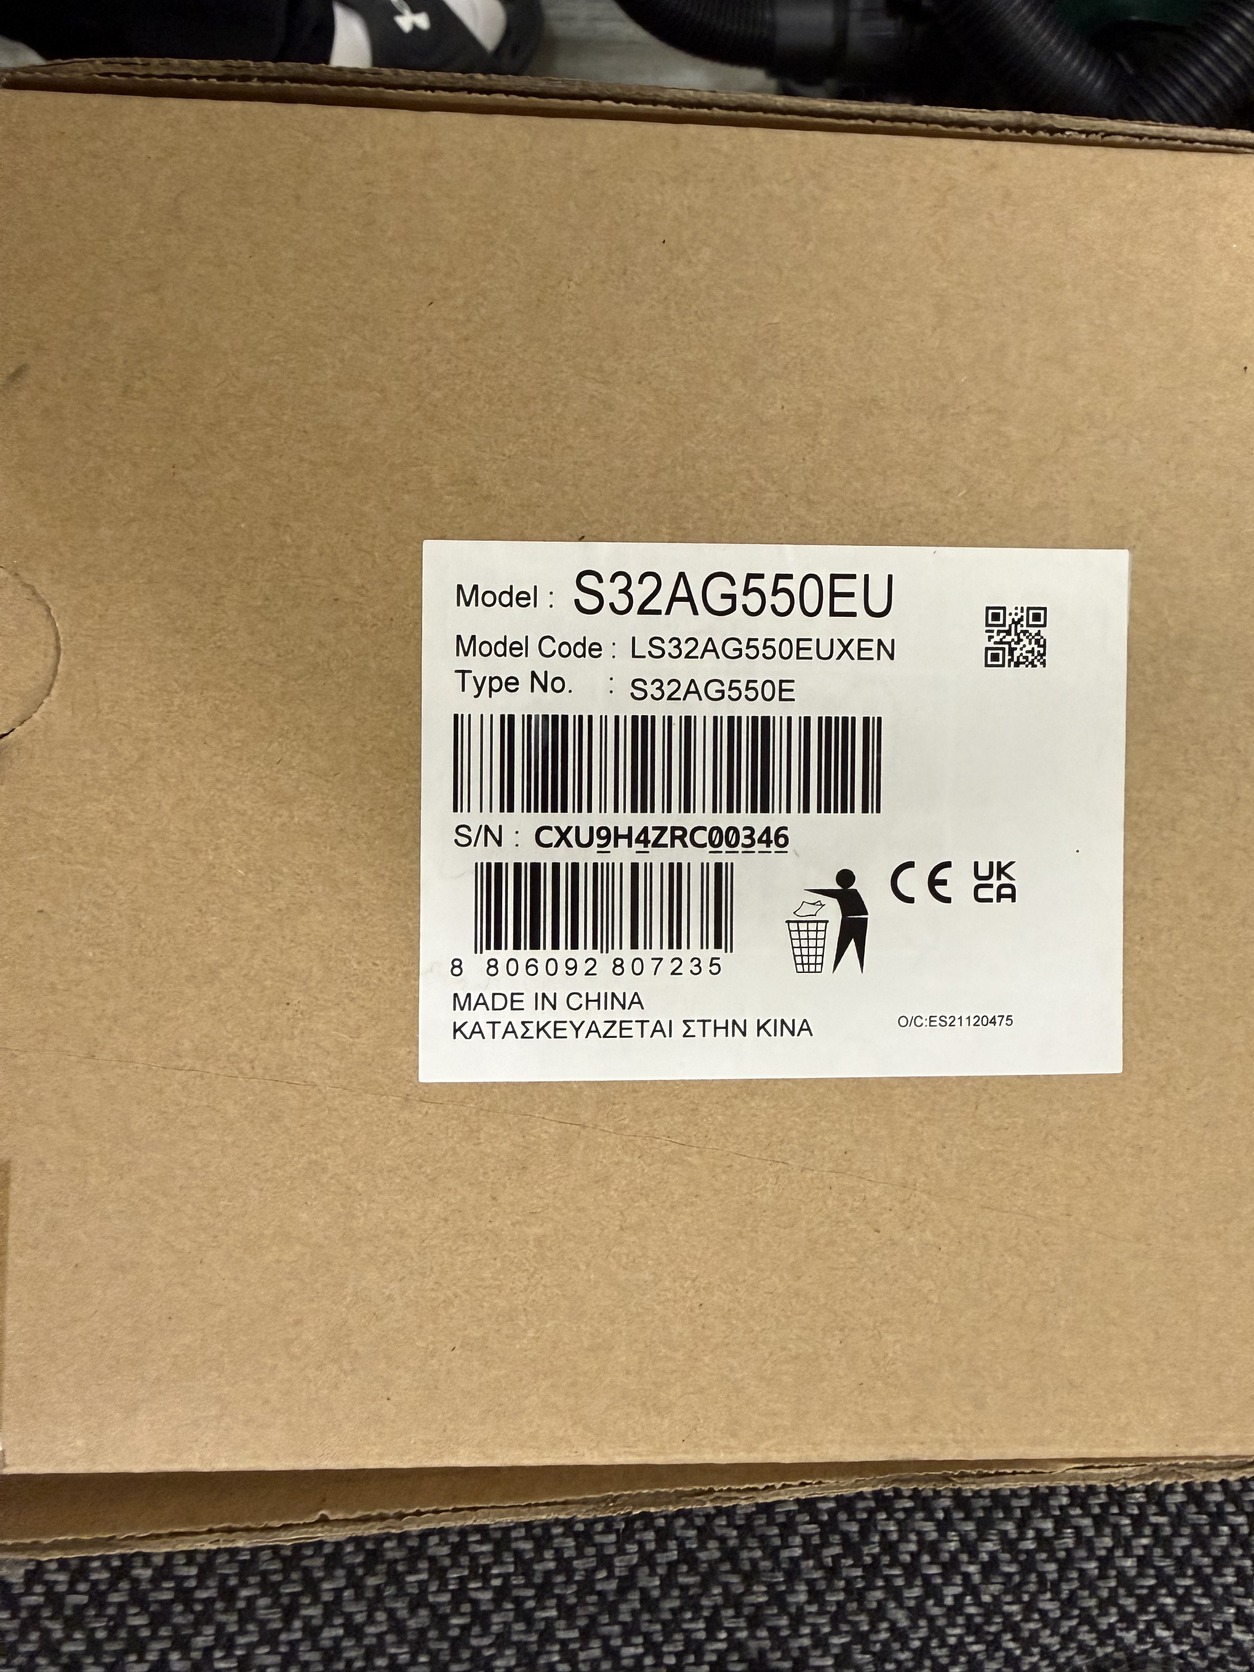 Model : S32AG550EU
Model Code : LS32AG550EUXEN
Type No. : S32AG550E
S/N : CXU9H4ZRC00346
8 806092 807235
CE UK CA
MADE IN CHINA
ΚΑΤΑΣΚΕΥΑΖΕΤΑΙ ΣΤΗΝ ΚΙΝΑ
O/C:ES21120475